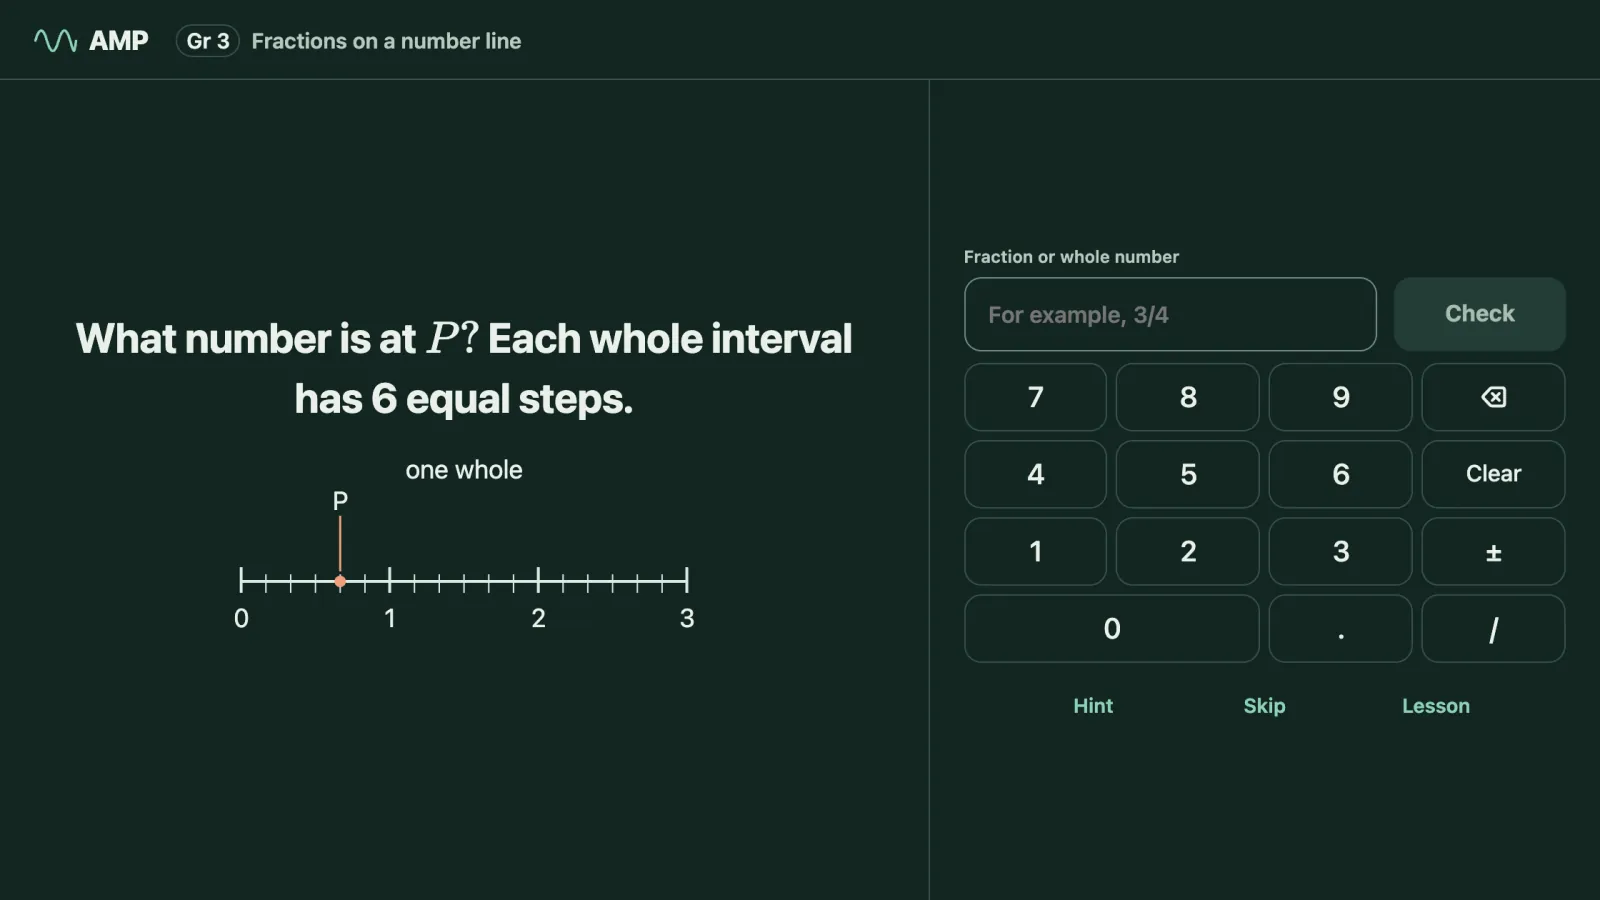 AMP
Gr 3
Fractions on a number line
What number is at P? Each whole interval
has 6 equal steps.
one whole
P
0 1 2 3
Fraction or whole number
For example, 3/4
Check
7 8 9
4 5 6 Clear
1 2 3 ±
0 . /
Hint Skip Lesson